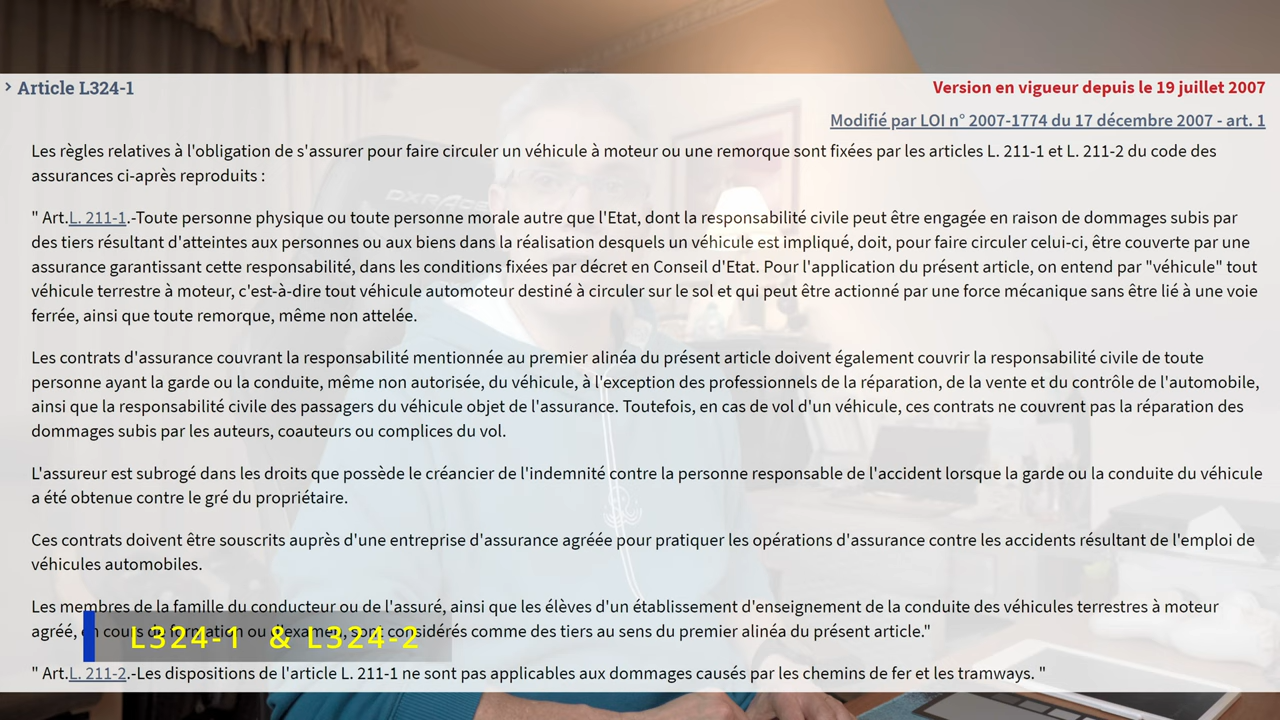 Article L324-1
Version en vigueur depuis le 19 juillet 2007
Modifié par LOI n° 2007-1774 du 17 décembre 2007 - art. 1
Les règles relatives à l'obligation de s'assurer pour faire circuler un véhicule à moteur ou une remorque sont fixées par les articles L. 211-1 et L. 211-2 du code des
assurances ci-après reproduits :
" Art.L. 211-1.-Toute personne physique ou toute personne morale autre que l'Etat, dont la responsabilité civile peut être engagée en raison de dommages subis par
des tiers résultant d'atteintes aux personnes ou aux biens dans la réalisation desquels un véhicule est impliqué, doit, pour faire circuler celui-ci, être couverte par une
assurance garantissant cette responsabilité, dans les conditions fixées par décret en Conseil d'Etat. Pour l'application du présent article, on entend par "véhicule" tout
véhicule terrestre à moteur, c'est-à-dire tout véhicule automoteur destiné à circuler sur le sol et qui peut être actionné par une force mécanique sans être lié à une voie
ferrée, ainsi que toute remorque, même non attelée.
Les contrats d'assurance couvrant la responsabilité mentionnée au premier alinéa du présent article doivent également couvrir la responsabilité civile de toute
personne ayant la garde ou la conduite, même non autorisée, du véhicule, à l'exception des professionnels de la réparation, de la vente et du contrôle de l'automobile,
ainsi que la responsabilité civile des passagers du véhicule objet de l'assurance. Toutefois, en cas de vol d'un véhicule, ces contrats ne couvrent pas la réparation des
dommages subis par les auteurs, coauteurs ou complices du vol.
L'assureur est subrogé dans les droits que possède le créancier de l'indemnité contre la personne responsable de l'accident lorsque la garde ou la conduite du véhicule
a été obtenue contre le gré du propriétaire.
Ces contrats doivent être souscrits auprès d'une entreprise d'assurance agréée pour pratiquer les opérations d'assurance contre les accidents résultant de l'emploi de
véhicules automobiles.
Les membres de la famille du conducteur ou de l'assuré, ainsi que les élèves d'un établissement d'enseignement de la conduite des véhicules terrestres à moteur
agréé, en cours de formation ou d'examen, sont considérés comme des tiers au sens du premier alinéa du présent article."
L324-1 & L324-2
" Art.L. 211-2.-Les dispositions de l'article L. 211-1 ne sont pas applicables aux dommages causés par les chemins de fer et les tramways. "
DXRACER